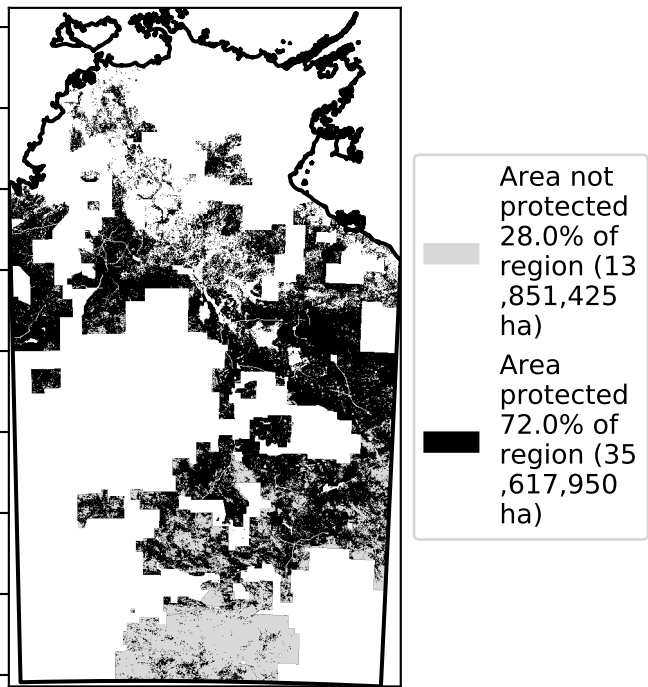 Area not
protected
28.0% of
region (13
,851,425
ha)
Area
protected
72.0% of
region (35
,617,950
ha)